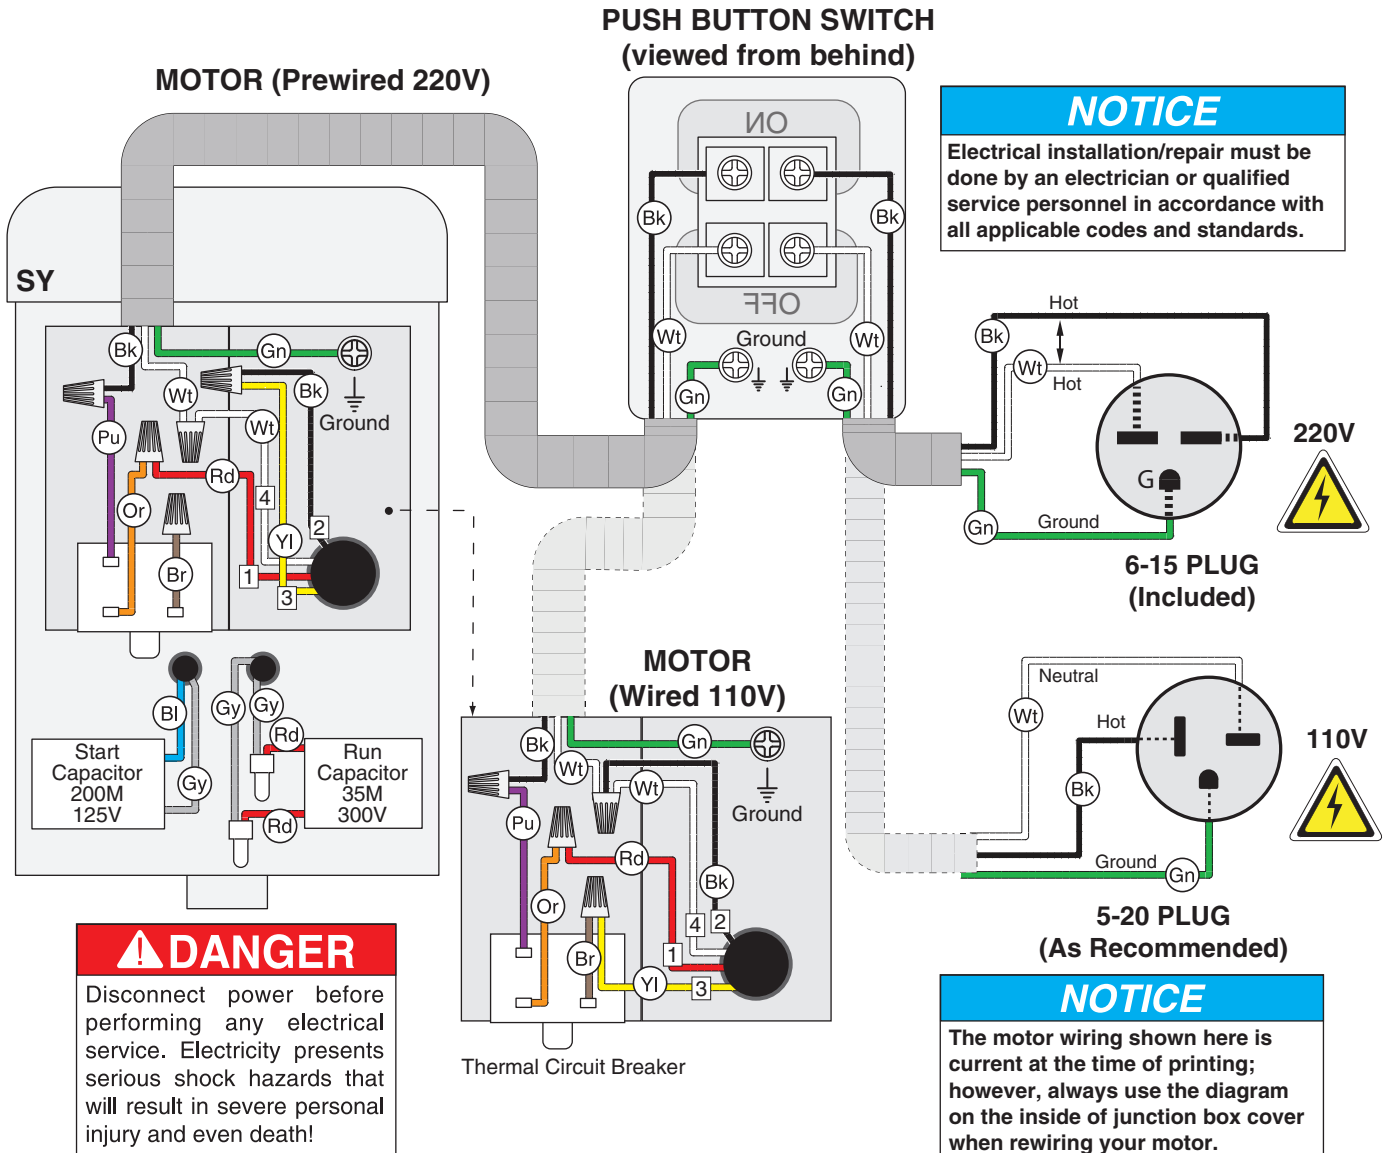 PUSH BUTTON SWITCH
(viewed from behind)
MOTOR (Prewired 220V)
ON
OFF
Bk
Bk
Wt
Wt
Ground
Gn
Gn
NOTICE
Electrical installation/repair must be
done by an electrician or qualified
service personnel in accordance with
all applicable codes and standards.
SY
Bk
Gn
Wt
Bk
Ground
Pu
Wt
Rd
4
Or
2
Yl
Br
1
3
Bl
Gy
Gy
Rd
Gy
Rd
Start
Capacitor
200M
125V
Run
Capacitor
35M
300V
Hot
Bk
Wt
Hot
G
220V
Gn
Ground
6-15 PLUG
(Included)
MOTOR
(Wired 110V)
Bk
Gn
Wt
Wt
Ground
Pu
Rd
Bk
Or
4
2
Br
1
Yl
3
Thermal Circuit Breaker
Neutral
Wt
Hot
Bk
110V
Ground
Gn
5-20 PLUG
(As Recommended)
DANGER
Disconnect power before
performing any electrical
service. Electricity presents
serious shock hazards that
will result in severe personal
injury and even death!
NOTICE
The motor wiring shown here is
current at the time of printing;
however, always use the diagram
on the inside of junction box cover
when rewiring your motor.